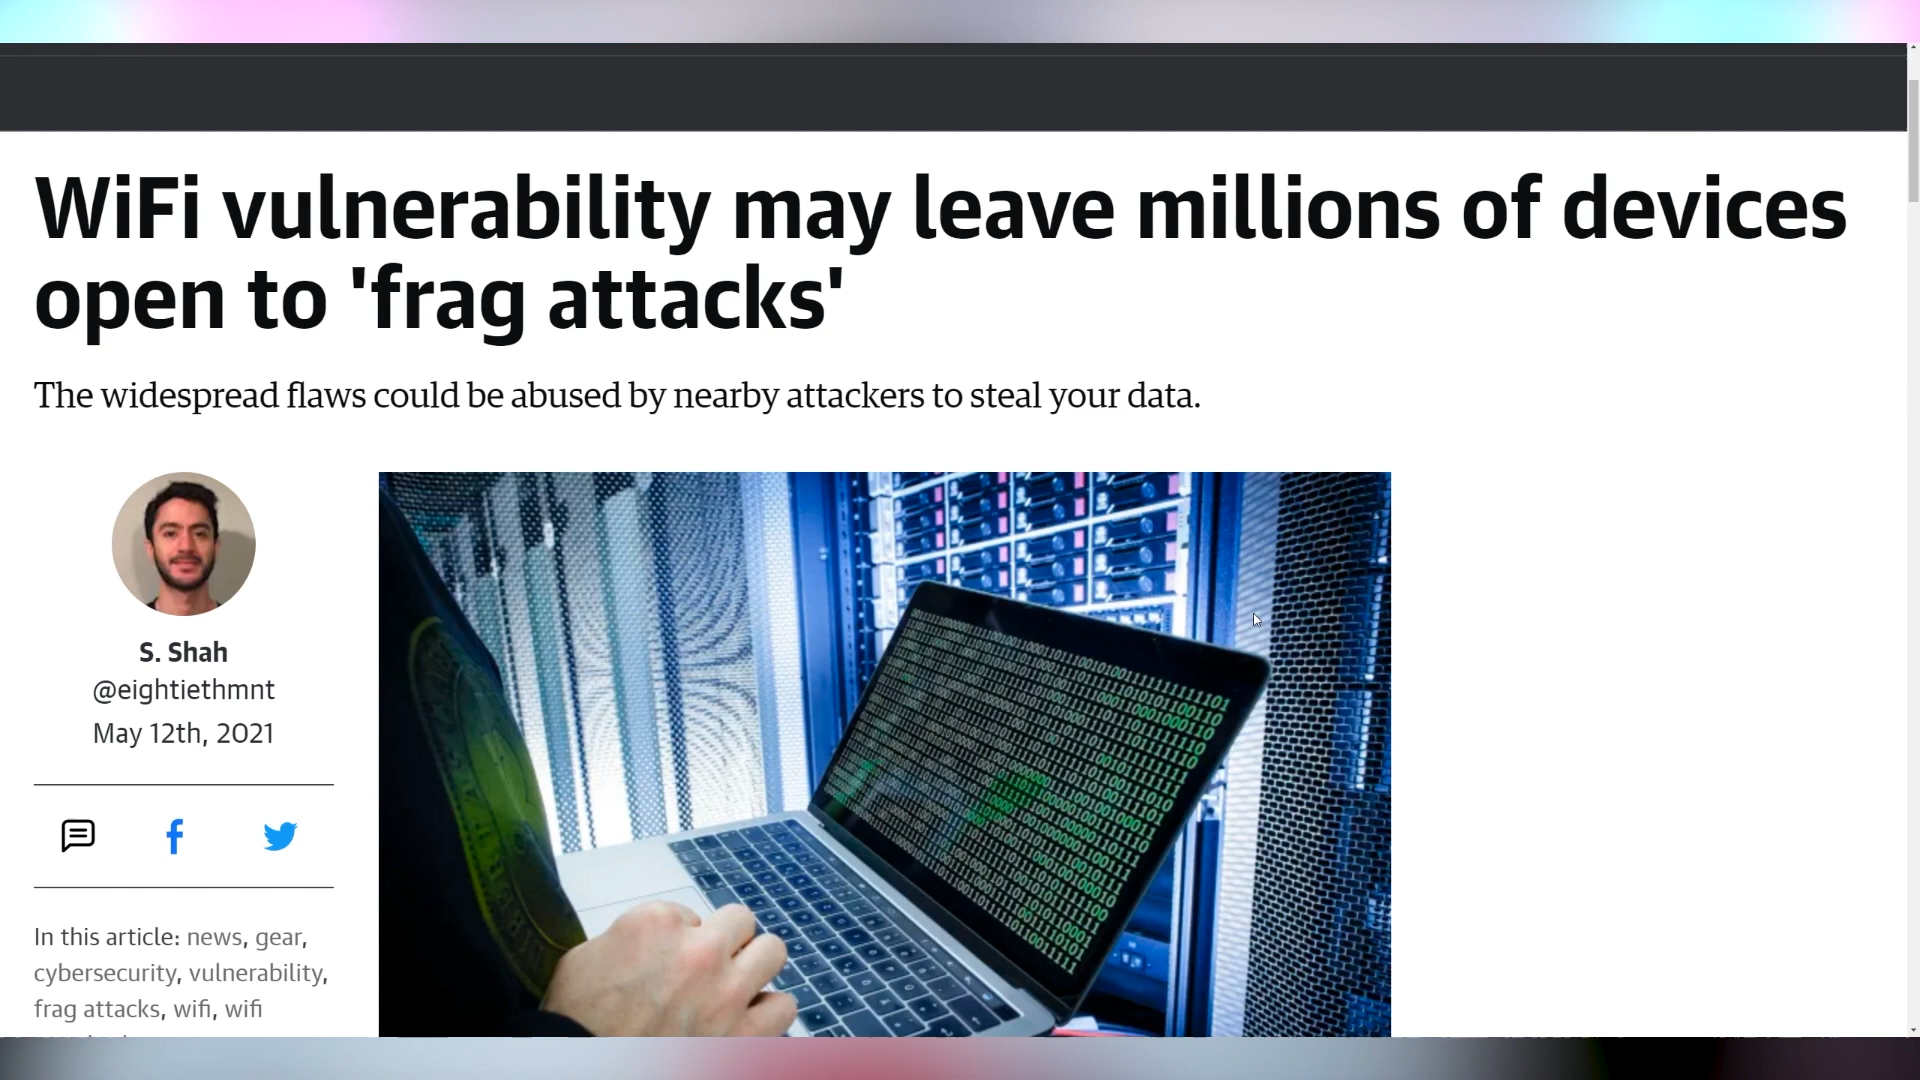 WiFi vulnerability may leave millions of devices
open to 'frag attacks'
The widespread flaws could be abused by nearby attackers to steal your data.
S. Shah
@eightiethmnt
May 12th, 2021
In this article: news, gear,
cybersecurity, vulnerability,
frag attacks, wifi, wifi